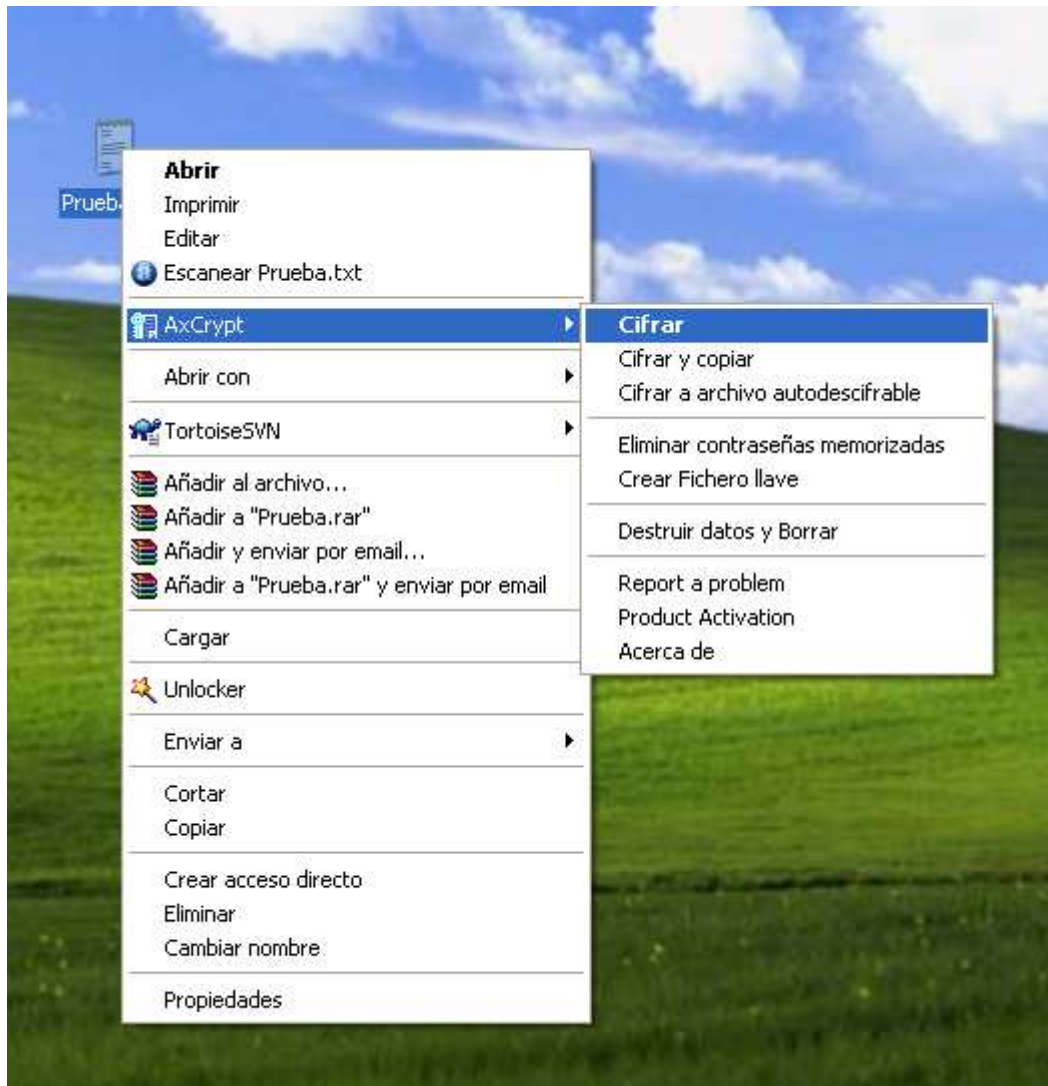 Prueb
Abrir
Imprimir
Editar
Escanear Prueba.txt
AxCrypt
Abrir con
TortoiseSVN
Añadir al archivo...
Añadir a "Prueba.rar"
Añadir y enviar por email...
Añadir a "Prueba.rar" y enviar por email
Cargar
Unlocker
Enviar a
Cortar
Copiar
Crear acceso directo
Eliminar
Cambiar nombre
Propiedades
Cifrar
Cifrar y copiar
Cifrar a archivo autodescifrable
Eliminar contraseñas memorizadas
Crear Fichero llave
Destruir datos y Borrar
Report a problem
Product Activation
Acerca de